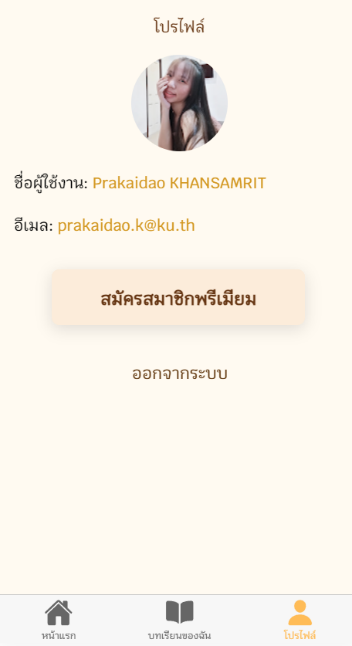 โปรไฟล์
ชื่อผู้ใช้งาน: Prakaidao KHANSAMRIT
อีเมล: prakaidao.k@ku.th
สมัครสมาชิกพรีเมียม
ออกจากระบบ
หน้าแรก บทเรียนของฉัน โปรไฟล์